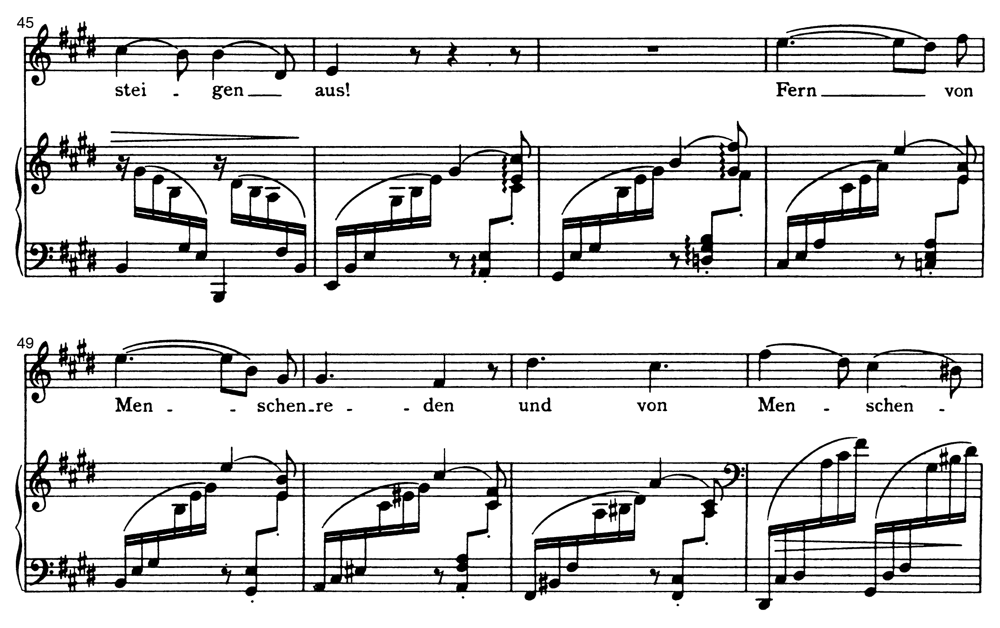 45
stei - gen aus! Fern von
49
Men - - schen-re - - den und von Men - schen -